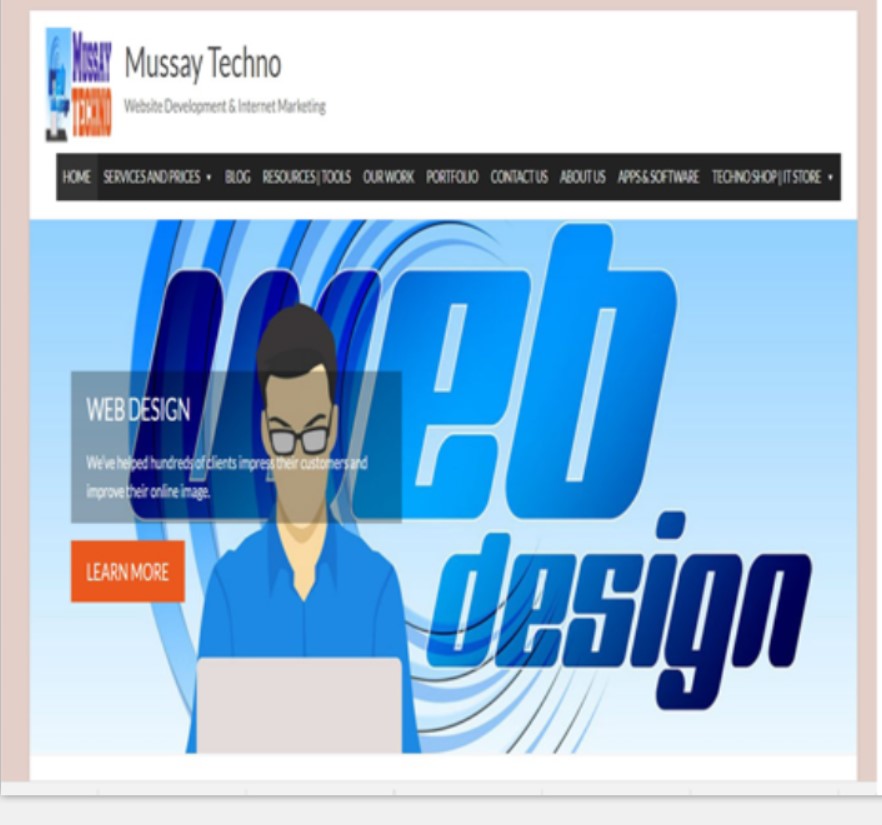 MUSSAY
TECHNO
Mussay Techno
Website Development & Internet Marketing
HOME SERVICES AND PRICES ▾ BLOG RESOURCES | TOOLS OUR WORK PORTFOLIO CONTACT US ABOUT US APPS & SOFTWARE TECHNO SHOP | IT STORE ▾
web
design
WEB DESIGN
We've helped hundreds of clients impress their customers and
improve their online image.
LEARN MORE